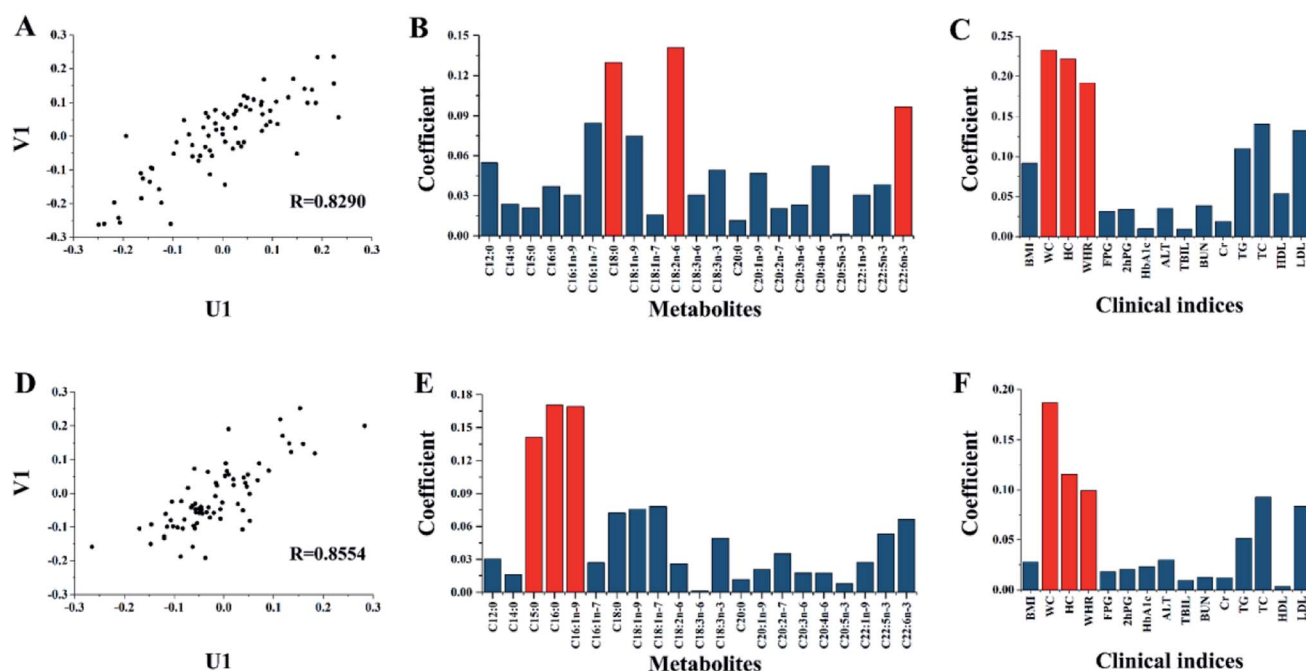 A
V1
0.3
0.2
0.1
0.0
-0.1
-0.2
-0.3
-0.3 -0.2 -0.1 0.0 0.1 0.2 0.3
R=0.8290
U1
B
Coefficient
0.15
0.12
0.09
0.06
0.03
0.00
C12:0 C14:0 C15:0 C16:0 C16:1n-9 C16:1n-7 C18:0 C18:1n-9 C18:1n-7 C18:2n-6 C18:3n-6 C18:3n-3 C20:0 C20:1n-9 C20:2n-7 C20:3n-6 C20:4n-6 C20:5n-3 C22:1n-9 C22:5n-3 C22:6n-3
Metabolites
C
Coefficient
0.25
0.20
0.15
0.10
0.05
0.00
BMI WC HC WHR FPG 2hPG HbA1c ALT TBIL BUN Cr TG TC HDL LDL
Clinical indices
D
V1
0.3
0.2
0.1
0.0
-0.1
-0.2
-0.3
-0.3 -0.2 -0.1 0.0 0.1 0.2 0.3
R=0.8554
U1
E
Coefficient
0.18
0.15
0.12
0.09
0.06
0.03
0.00
C12:0 C14:0 C15:0 C16:0 C16:1n-9 C16:1n-7 C18:0 C18:1n-9 C18:1n-7 C18:2n-6 C18:3n-6 C18:3n-3 C20:0 C20:1n-9 C20:2n-7 C20:3n-6 C20:4n-6 C20:5n-3 C22:1n-9 C22:5n-3 C22:6n-3
Metabolites
F
Coefficient
0.20
0.15
0.10
0.05
0.00
BMI WC HC WHR FPG 2hPG HbA1c ALT TBIL BUN Cr TG TC HDL LDL
Clinical indices